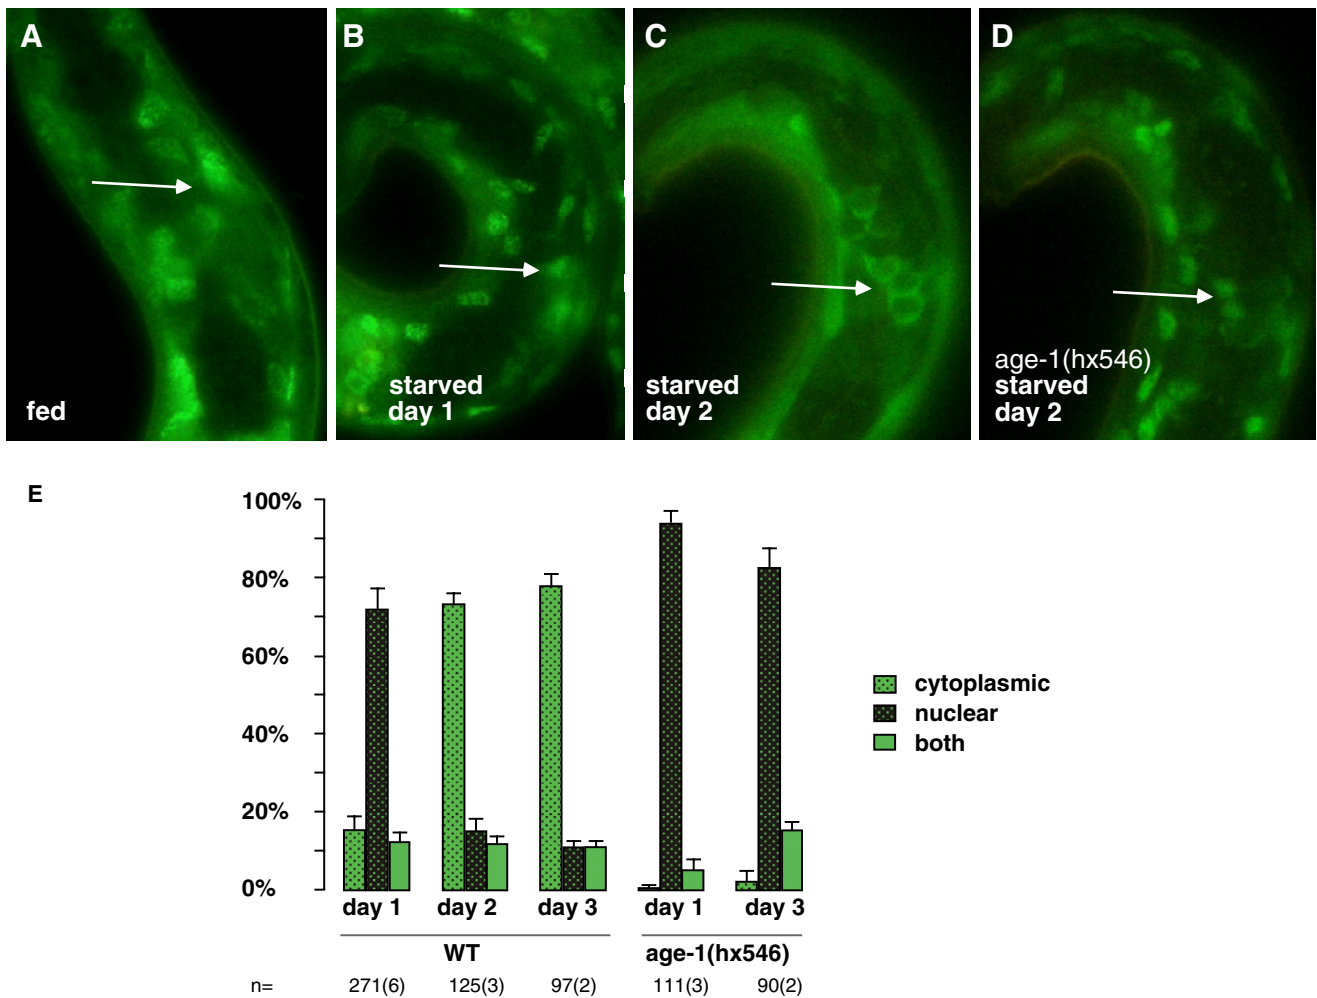 A
B
C
D
fed
starved
day 1
starved
day 2
age-1(hx546)
starved
day 2
E
100%
80%
60%
40%
20%
0%
cytoplasmic
nuclear
both
day 1 day 2 day 3 day 1 day 3
WT age-1(hx546)
n= 271(6) 125(3) 97(2) 111(3) 90(2)